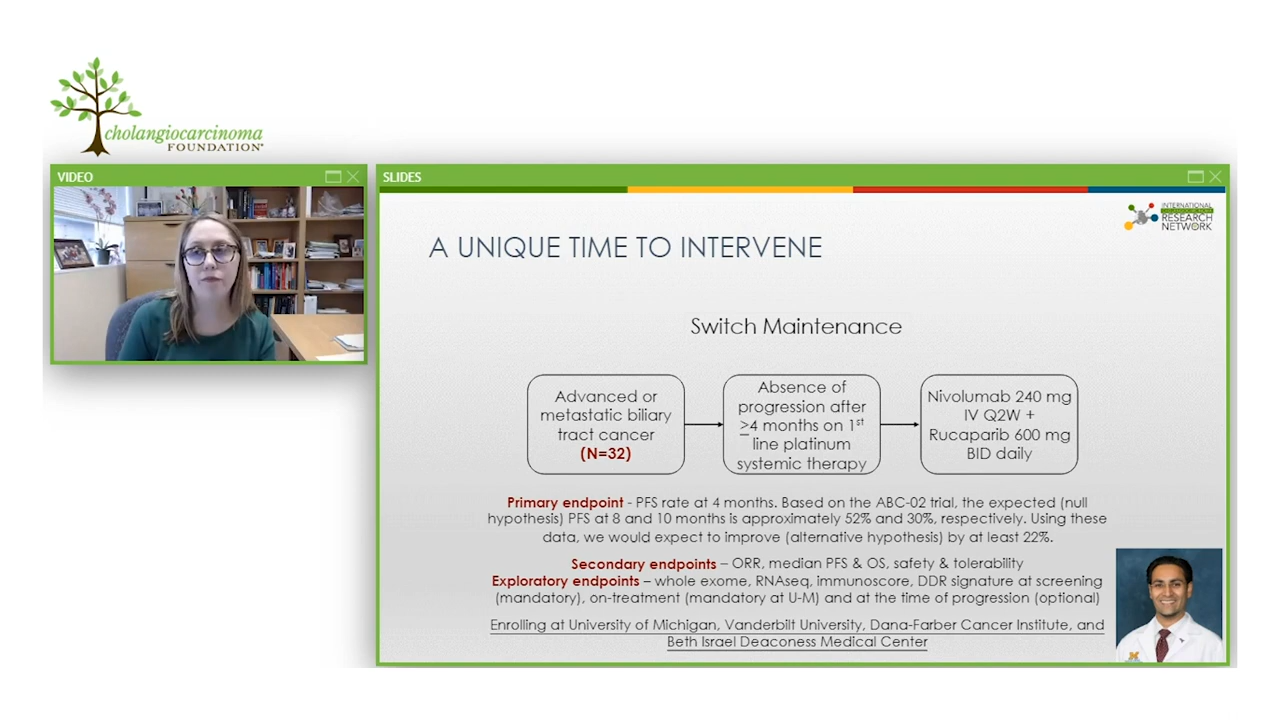 cholangiocarcinoma
FOUNDATION®
VIDEO
SLIDES
INTERNATIONAL
RESEARCH
NETWORK
A UNIQUE TIME TO INTERVENE
Switch Maintenance
Advanced or
metastatic biliary
tract cancer
(N=32)
Absence of
progression after
≥4 months on 1st
line platinum
systemic therapy
Nivolumab 240 mg
IV Q2W +
Rucaparib 600 mg
BID daily
Primary endpoint - PFS rate at 4 months. Based on the ABC-02 trial, the expected (null
hypothesis) PFS at 8 and 10 months is approximately 52% and 30%, respectively. Using these
data, we would expect to improve (alternative hypothesis) by at least 22%.
Secondary endpoints – ORR, median PFS & OS, safety & tolerability
Exploratory endpoints – whole exome, RNAseq, immunoscore, DDR signature at screening
(mandatory), on-treatment (mandatory at U-M) and at the time of progression (optional)
Enrolling at University of Michigan, Vanderbilt University, Dana-Farber Cancer Institute, and
Beth Israel Deaconess Medical Center